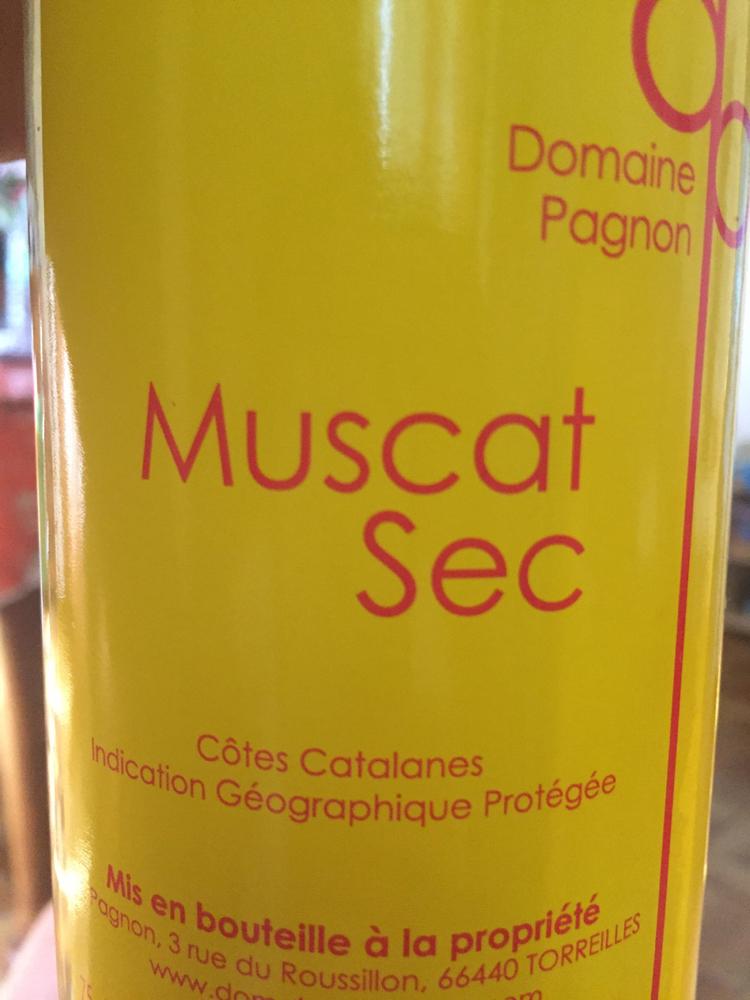 dp
Domaine
Pagnon
Muscat
Sec
Côtes Catalanes
Indication Géographique Protégée
Mis en bouteille à la propriété
Pagnon, 3 rue du Roussillon, 66440 TORREILLES